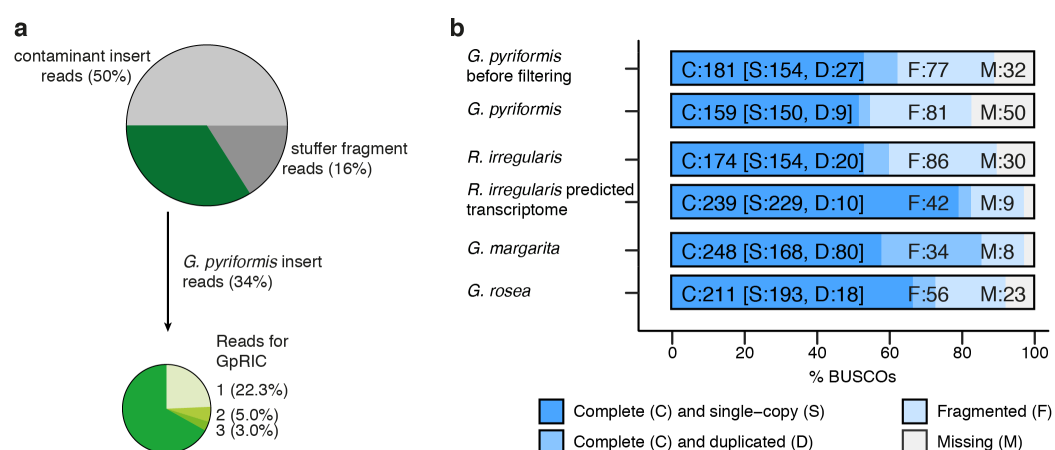 a
contaminant insert
reads (50%)
stuffer fragment
reads (16%)
G. pyriformis insert
reads (34%)
Reads for
GpRIC
1 (22.3%)
2 (5.0%)
3 (3.0%)
b
G. pyriformis
before filtering
C:181 [S:154, D:27] F:77 M:32
G. pyriformis
C:159 [S:150, D:9] F:81 M:50
R. irregularis
C:174 [S:154, D:20] F:86 M:30
R. irregularis predicted
transcriptome
C:239 [S:229, D:10] F:42 M:9
G. margarita
C:248 [S:168, D:80] F:34 M:8
G. rosea
C:211 [S:193, D:18] F:56 M:23
0 20 40 60 80 100
% BUSCOs
Complete (C) and single−copy (S)
Complete (C) and duplicated (D)
Fragmented (F)
Missing (M)